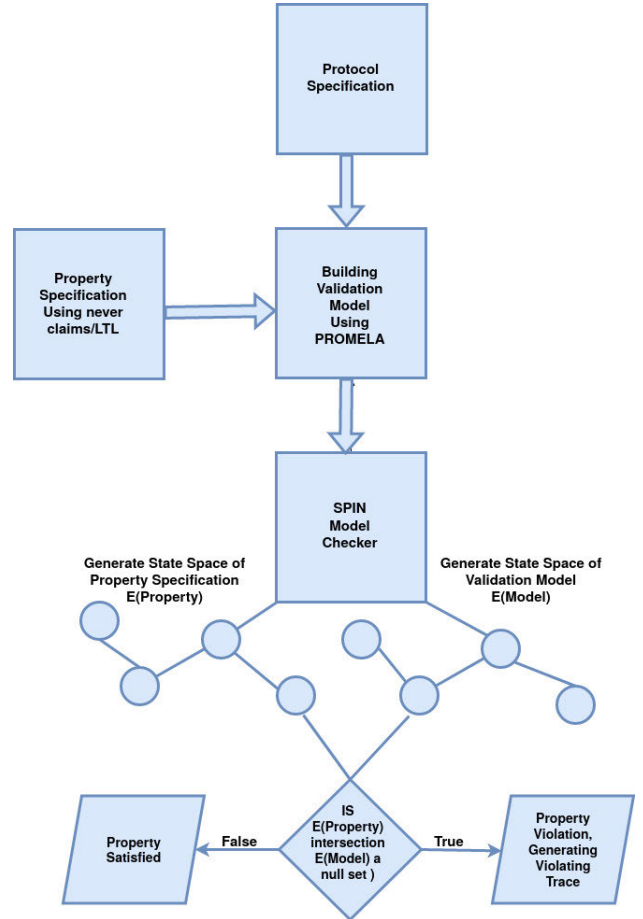 Protocol
Specification
Property
Specification
Using never
claims/LTL
Building
Validation
Model
Using
PROMELA
SPIN
Model
Checker
Generate State Space of
Property Specification
E(Property)
Generate State Space of
Validation Model
E(Model)
IS
E(Property)
intersection
E(Model) a
null set )
False
True
Property
Satisfied
Property
Violation,
Generating
Violating
Trace